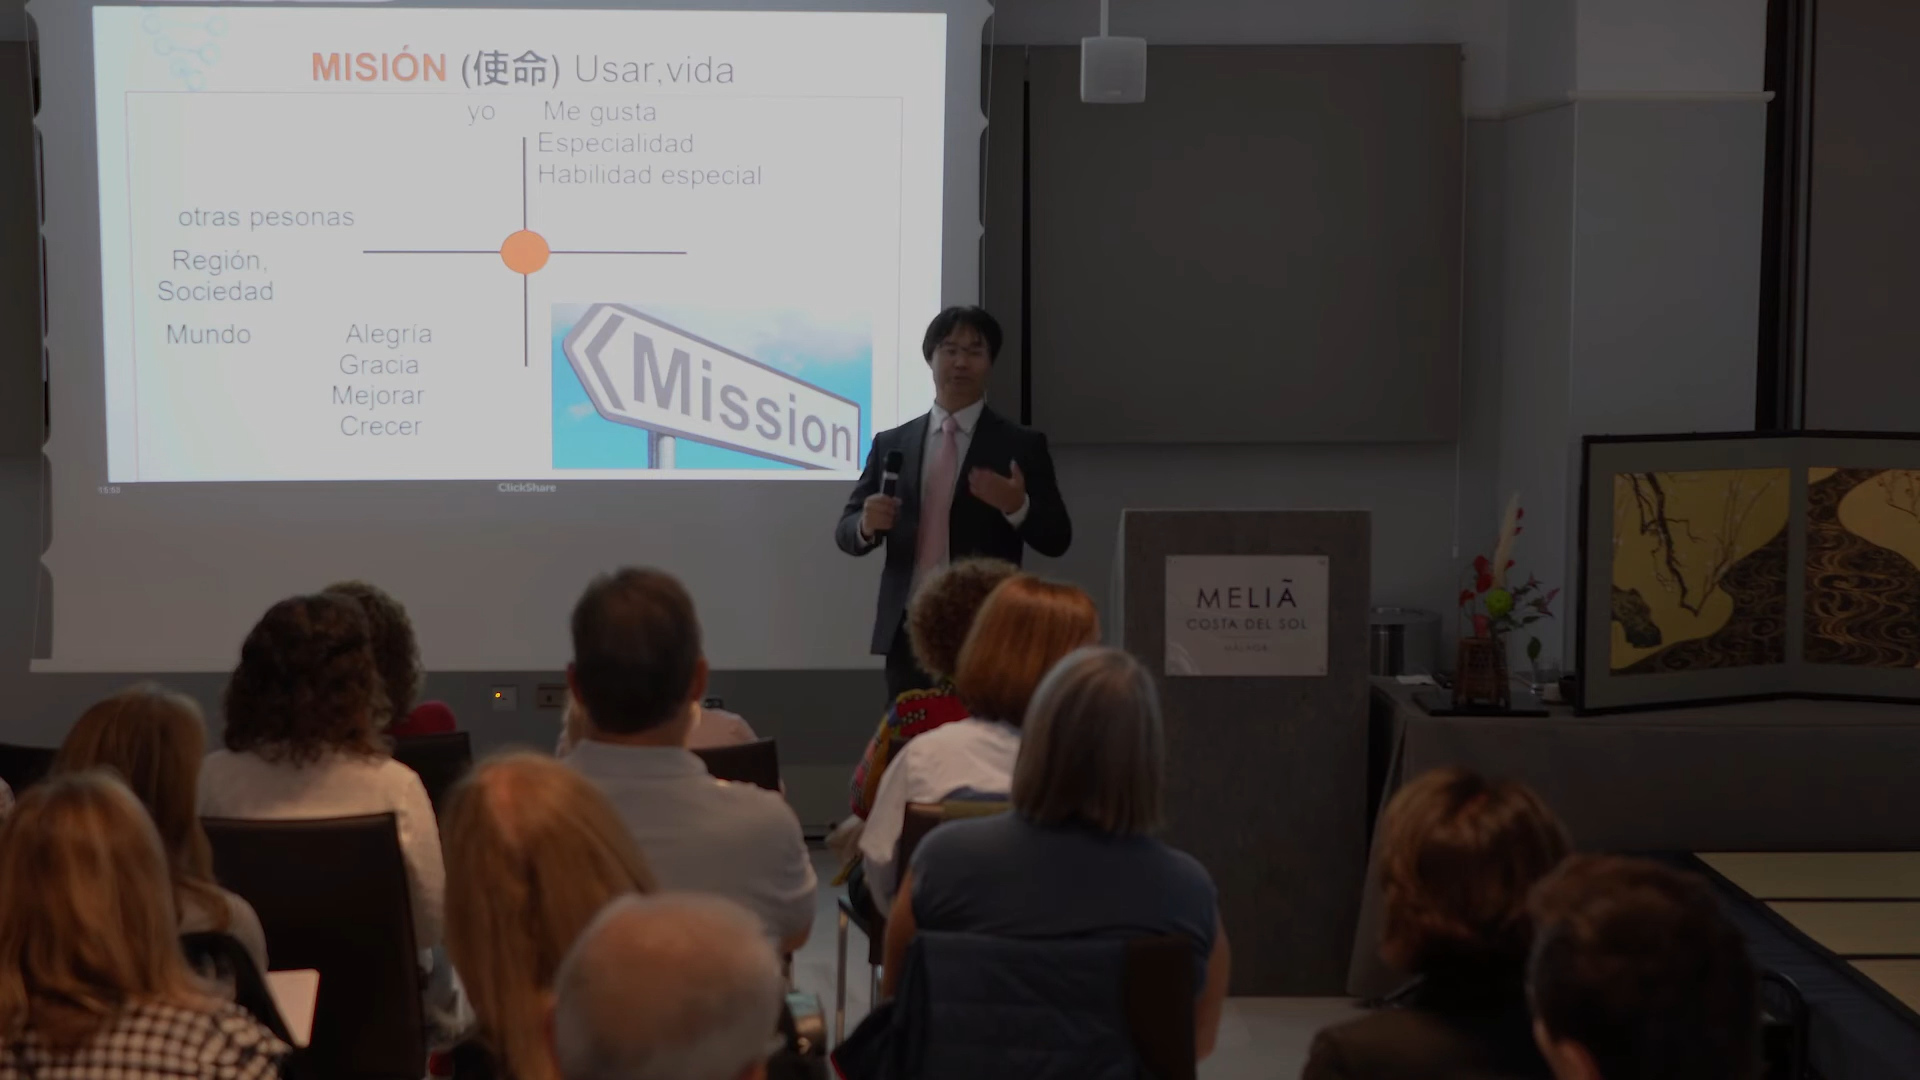 MISIÓN (使命) Usar,vida
yo
Me gusta
Especialidad
Habilidad especial
otras pesonas
Región,
Sociedad
Mundo
Alegría
Gracia
Mejorar
Crecer
Mission
ClickShare
MELIÃ
COSTA DEL SOL
MÁLAGA